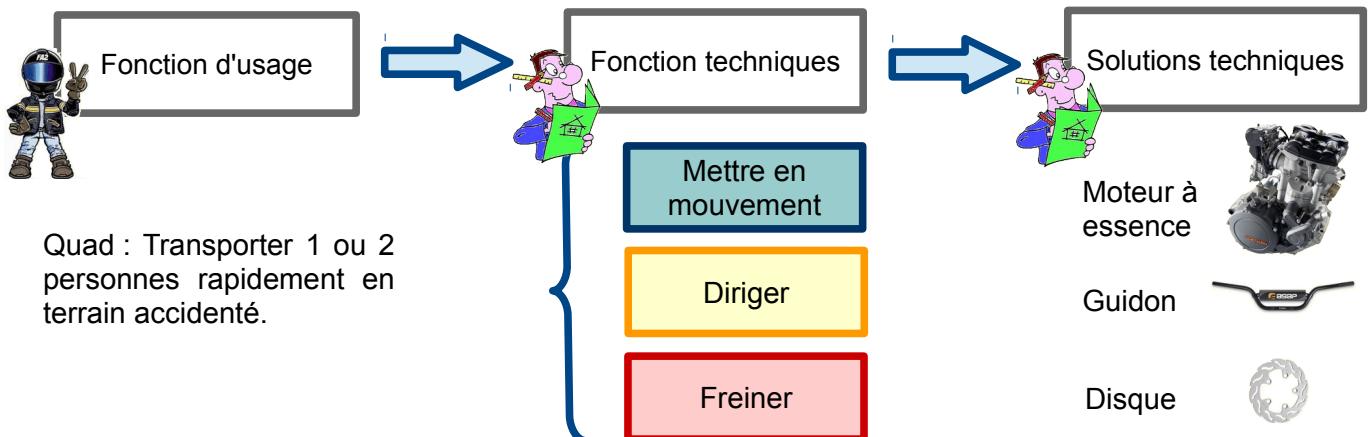 Fonction d'usage
Fonction techniques
Solutions techniques
Mettre en
mouvement
Moteur à
essence
Quad : Transporter 1 ou 2
personnes rapidement en
terrain accidenté.
Diriger
Guidon
Freiner
Disque